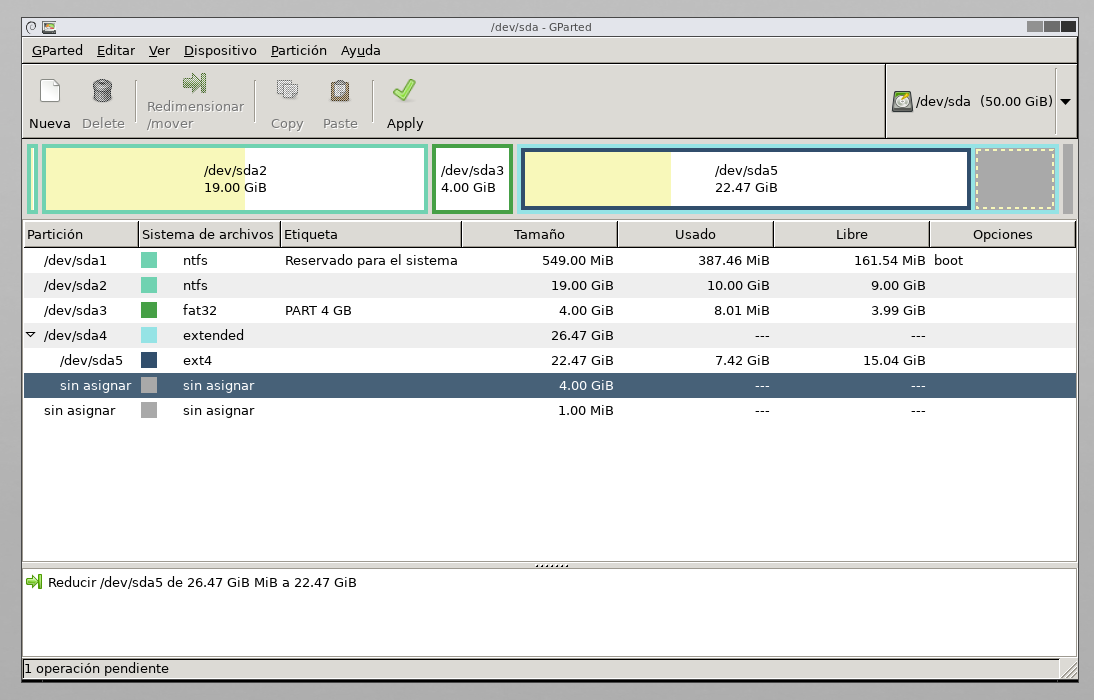 /dev/sda - GParted
GParted Editar Ver Dispositivo Partición Ayuda
Nueva Delete Redimensionar /mover Copy Paste Apply /dev/sda (50.00 GiB)
/dev/sda2 /dev/sda3 /dev/sda5
19.00 GiB 4.00 GiB 22.47 GiB
Partición Sistema de archivos Etiqueta Tamaño Usado Libre Opciones
/dev/sda1 ntfs Reservado para el sistema 549.00 MiB 387.46 MiB 161.54 MiB boot
/dev/sda2 ntfs 19.00 GiB 10.00 GiB 9.00 GiB
/dev/sda3 fat32 PART 4 GB 4.00 GiB 8.01 MiB 3.99 GiB
/dev/sda4 extended 26.47 GiB --- ---
/dev/sda5 ext4 22.47 GiB 7.42 GiB 15.04 GiB
sin asignar sin asignar 4.00 GiB --- ---
sin asignar sin asignar 1.00 MiB --- ---
Reducir /dev/sda5 de 26.47 GiB MiB a 22.47 GiB
1 operación pendiente